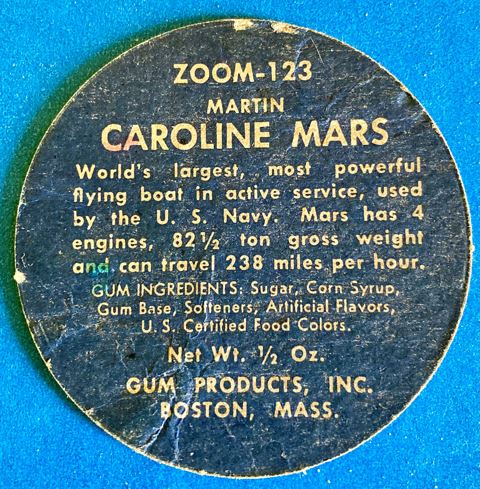 ZOOM-123
MARTIN
CAROLINE MARS
World's largest, most powerful
flying boat in active service, used
by the U. S. Navy. Mars has 4
engines, 82 ½ ton gross weight
and can travel 238 miles per hour.
GUM INGREDIENTS: Sugar, Corn Syrup,
Gum Base, Softeners, Artificial Flavors,
U. S. Certified Food Colors.
Net Wt. ½ Oz.
GUM PRODUCTS, INC.
BOSTON, MASS.